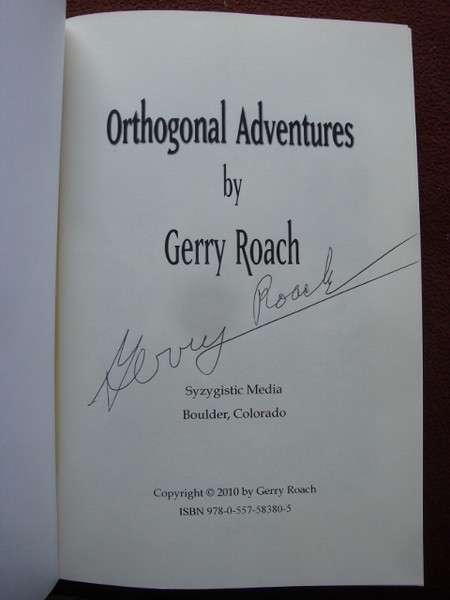 Orthogonal Adventures
by
Gerry Roach
Gerry Roach
Syzygistic Media
Boulder, Colorado
Copyright © 2010 by Gerry Roach
ISBN 978-0-557-58380-5